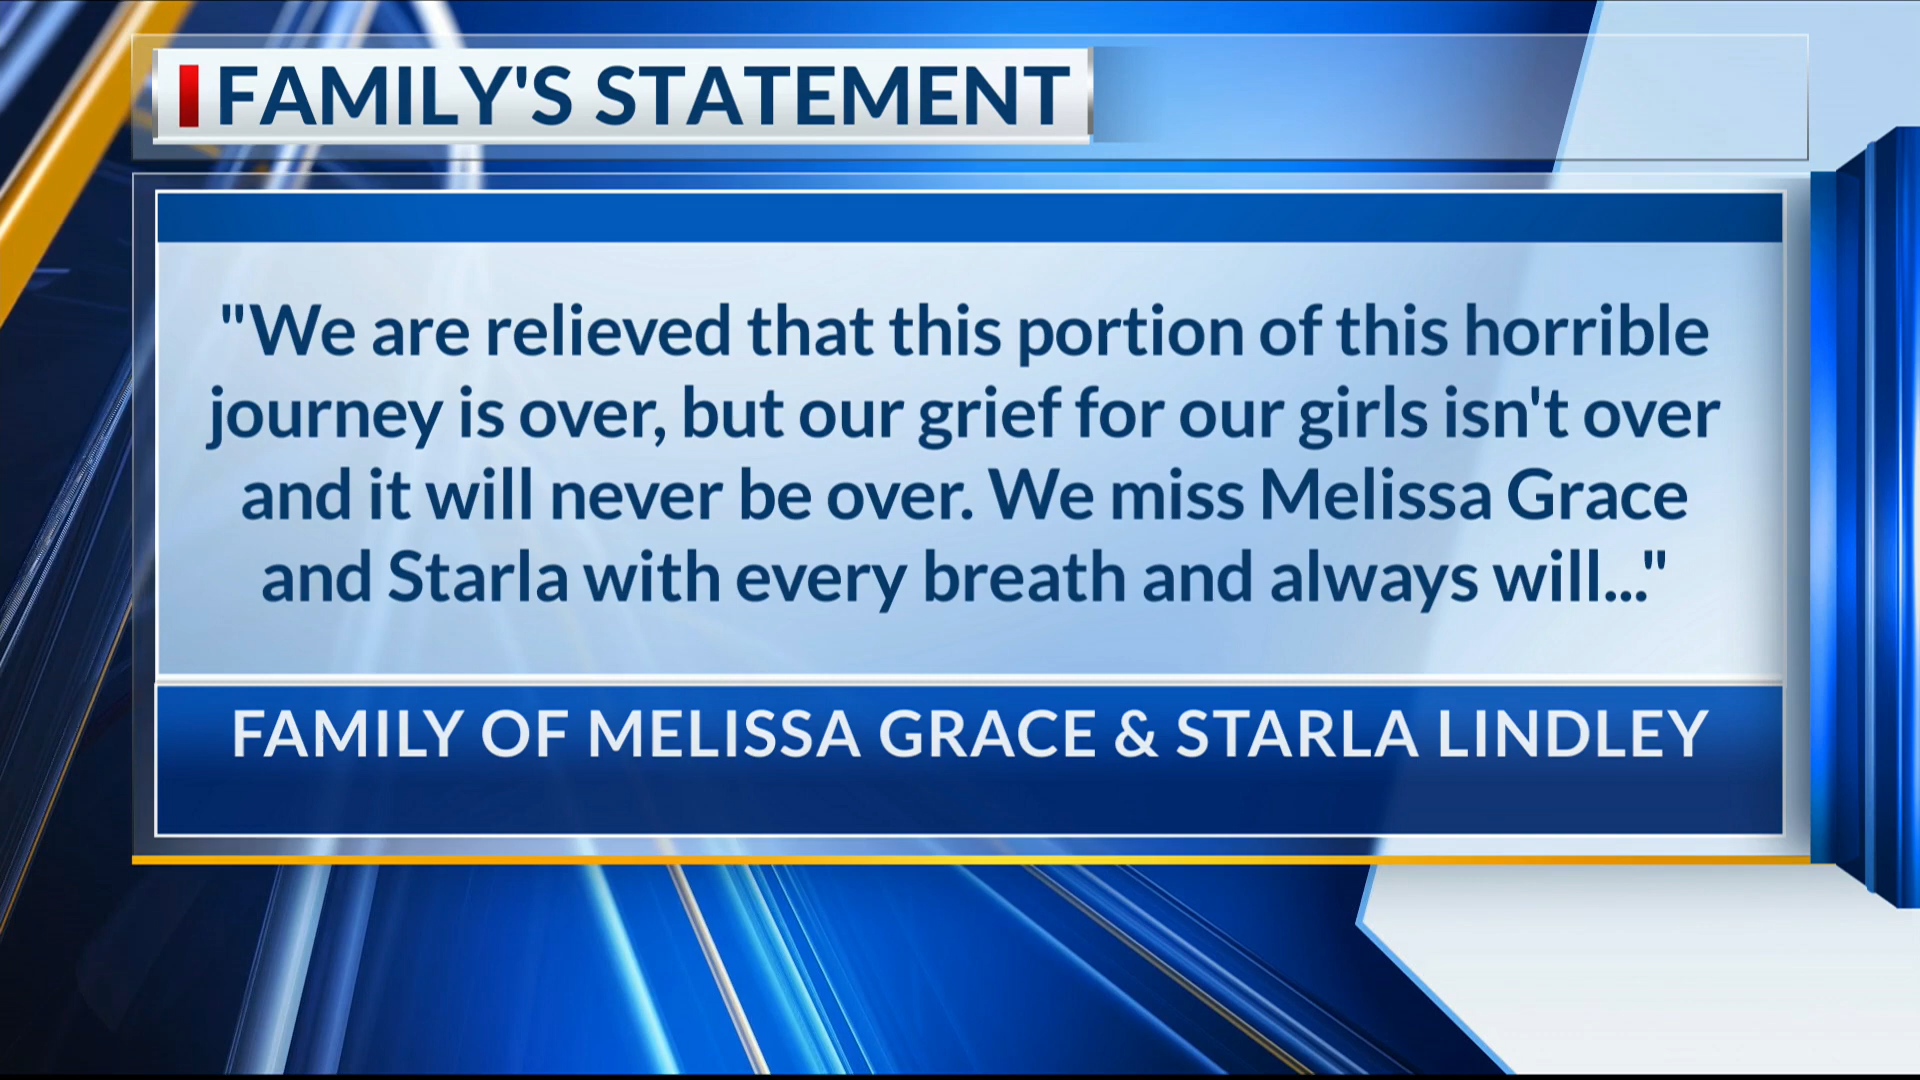 FAMILY'S STATEMENT
"We are relieved that this portion of this horrible
journey is over, but our grief for our girls isn't over
and it will never be over. We miss Melissa Grace
and Starla with every breath and always will..."
FAMILY OF MELISSA GRACE & STARLA LINDLEY